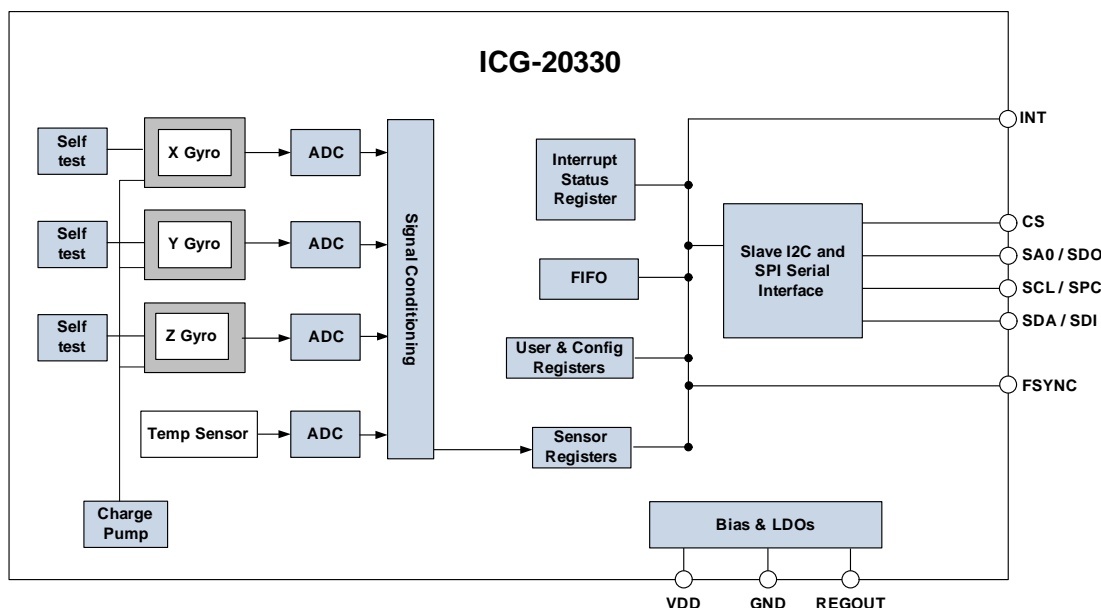 ICG-20330
INT
Self
test
X Gyro
ADC
Interrupt
Status
Register
Signal Conditioning
CS
Self
test
Y Gyro
ADC
Slave I2C and
SPI Serial
Interface
SA0 / SDO
FIFO
SCL / SPC
SDA / SDI
Self
test
Z Gyro
ADC
User & Config
Registers
FSYNC
Temp Sensor
ADC
Sensor
Registers
Charge
Pump
Bias & LDOs
VDD
GND
REGOUT